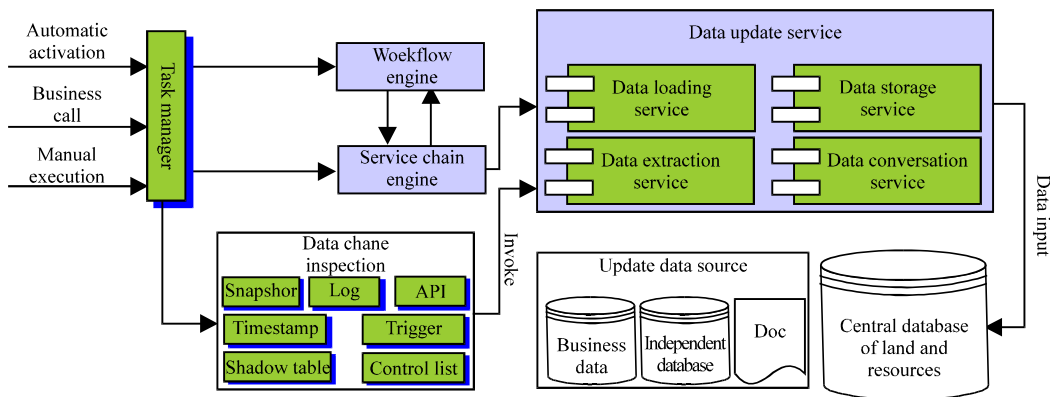 Automatic
activation
Business
call
Manual
execution
Task manager
Woekflow
engine
Service chain
engine
Data update service
Data loading
service
Data storage
service
Data extraction
service
Data conversation
service
Data chane
inspection
Snapshor
Log
API
Timestamp
Trigger
Shadow table
Control list
Invoke
Update data source
Business
data
Independent
database
Doc
Central database
of land and
resources
Data input